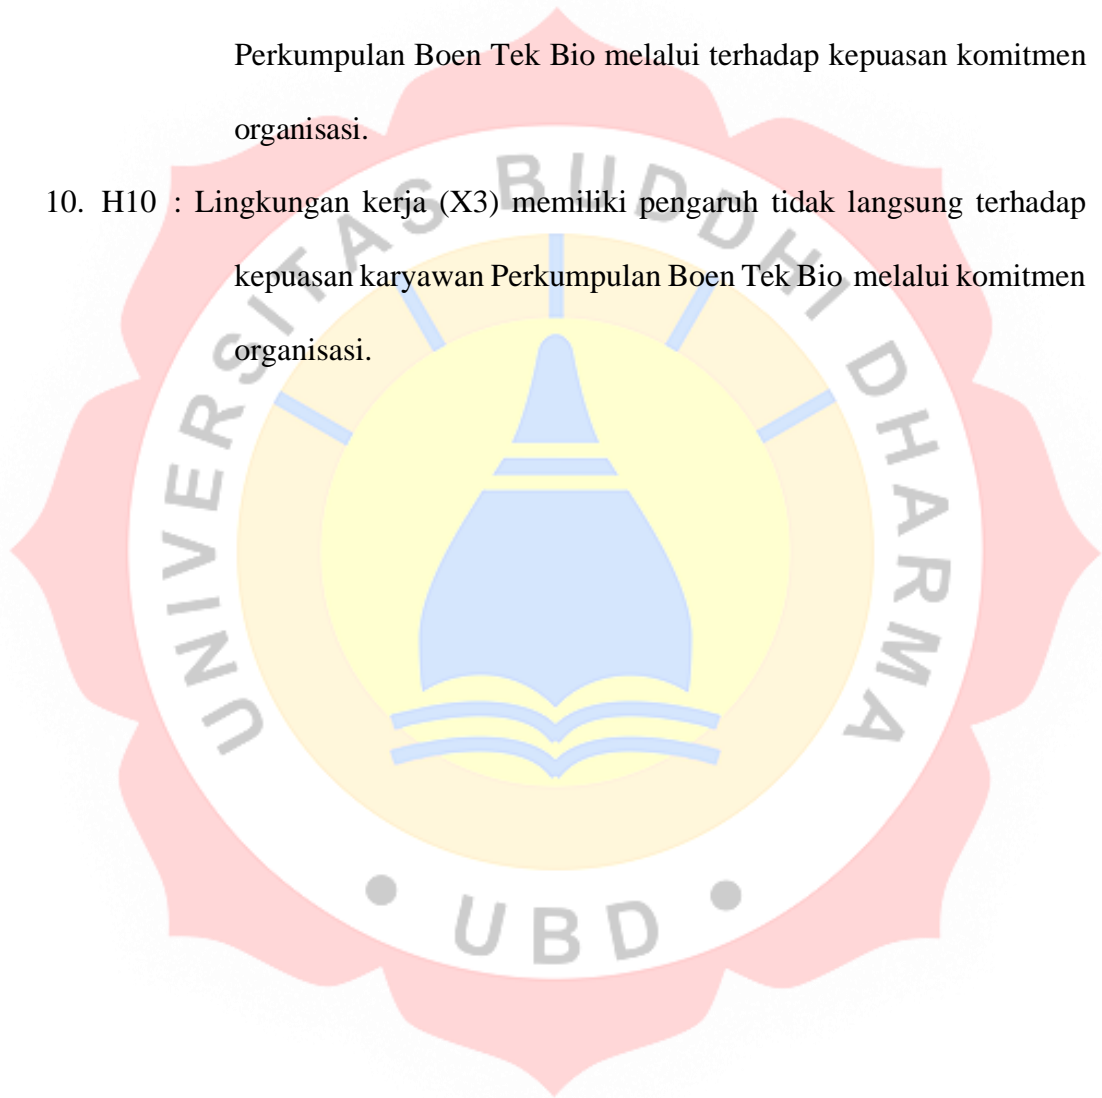 Perkumpulan Boen Tek Bio melalui terhadap kepuasan komitmen
organisasi.
10. H10 : Lingkungan kerja (X3) memiliki pengaruh tidak langsung terhadap
kepuasan karyawan Perkumpulan Boen Tek Bio melalui komitmen
organisasi.
UNIVERSITAS BUDDHI DHARMA
• UBD •